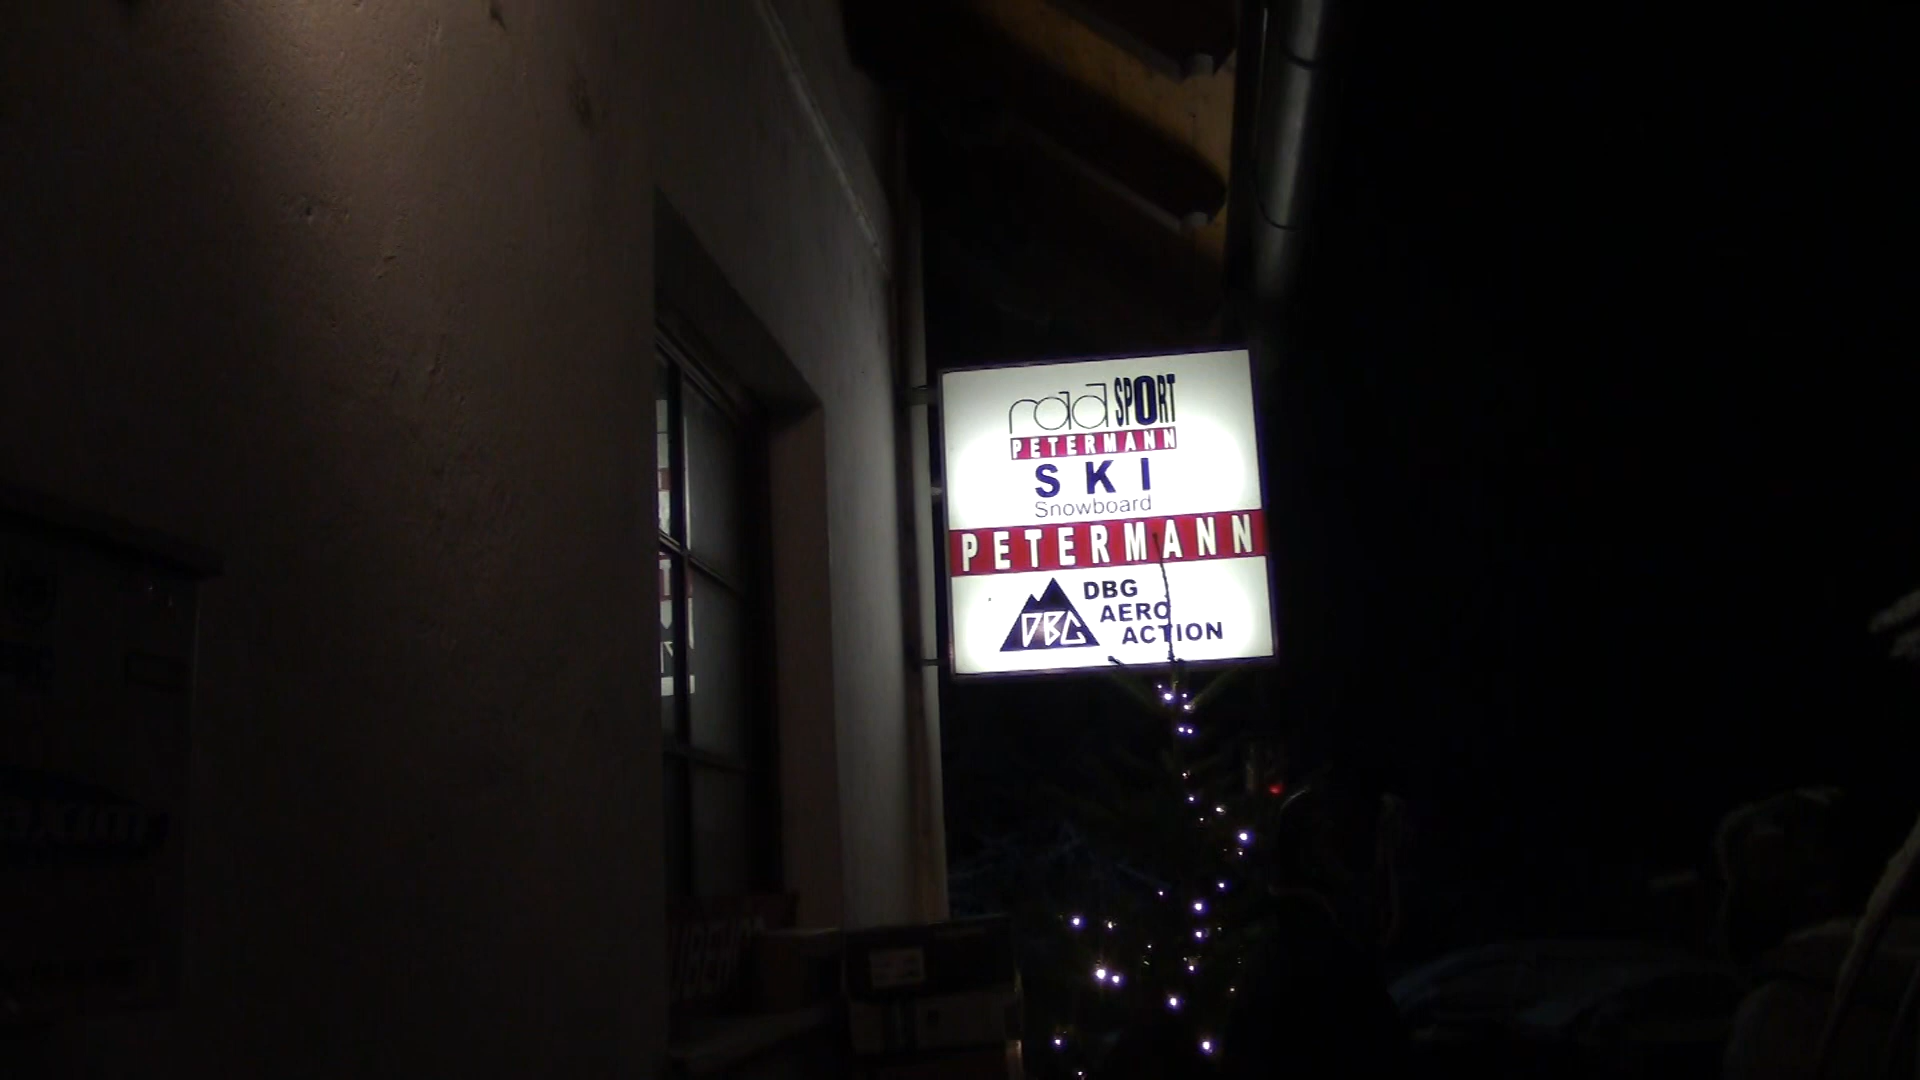 rad SPORT
PETERMANN
SKI
Snowboard
PETERMANN
DBG
DBG
AERO
ACTION